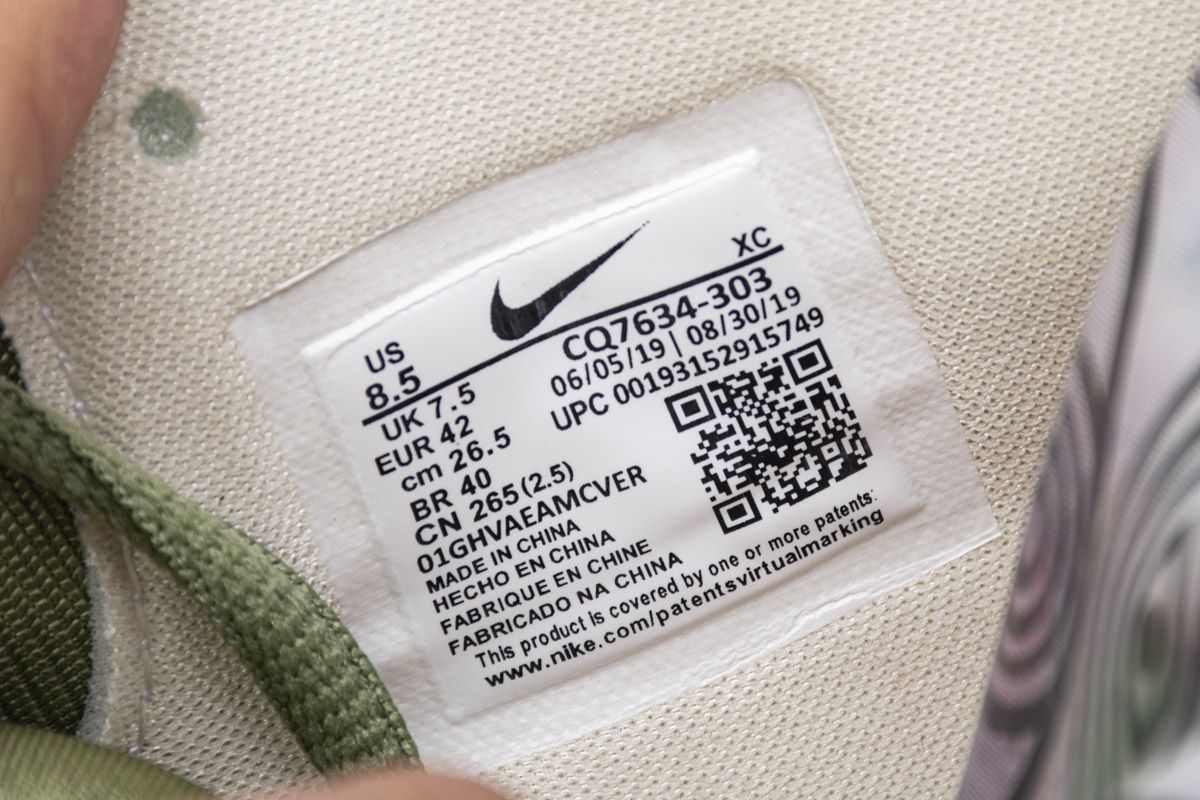 XC
US
8.5
CQ7634-303
06/05/19 | 08/30/19
UPC 00193152915749
UK 7.5
EUR 42
cm 26.5
BR 40
CN 265(2.5)
01GHVAEAMCVER
MADE IN CHINA
HECHO EN CHINA
FABRIQUE EN CHINE
FABRICADO NA CHINA
This product is covered by one or more patents:
www.nike.com/patentsvirtualmarking